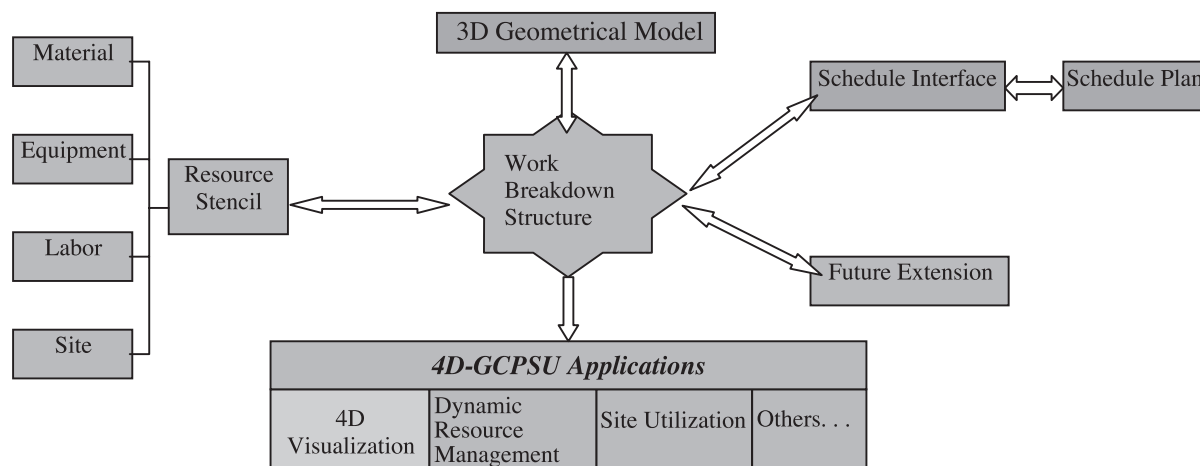 3D Geometrical Model
Material
Equipment
Labor
Site
Resource
Stencil
Work
Breakdown
Structure
Schedule Interface
Schedule Plan
Future Extension
4D-GCPSU Applications
4D
Visualization
Dynamic
Resource
Management
Site Utilization
Others. . .